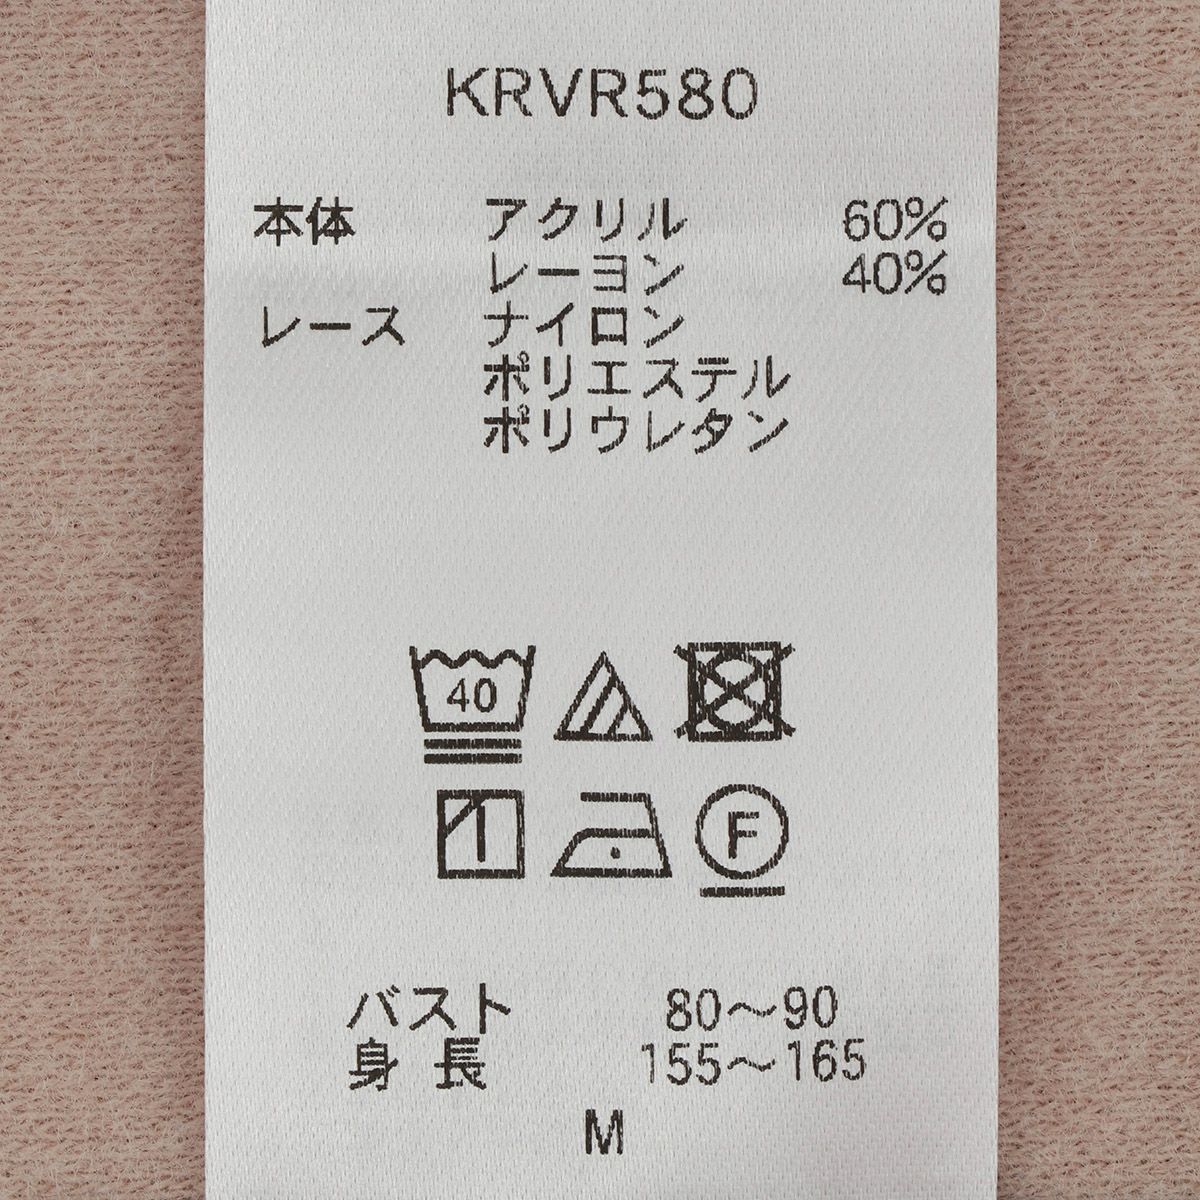 KRVR580
本体 アクリル 60%
レーヨン 40%
レース ナイロン
ポリエステル
ポリウレタン
40
F
バスト 80〜90
身長 155〜165
M